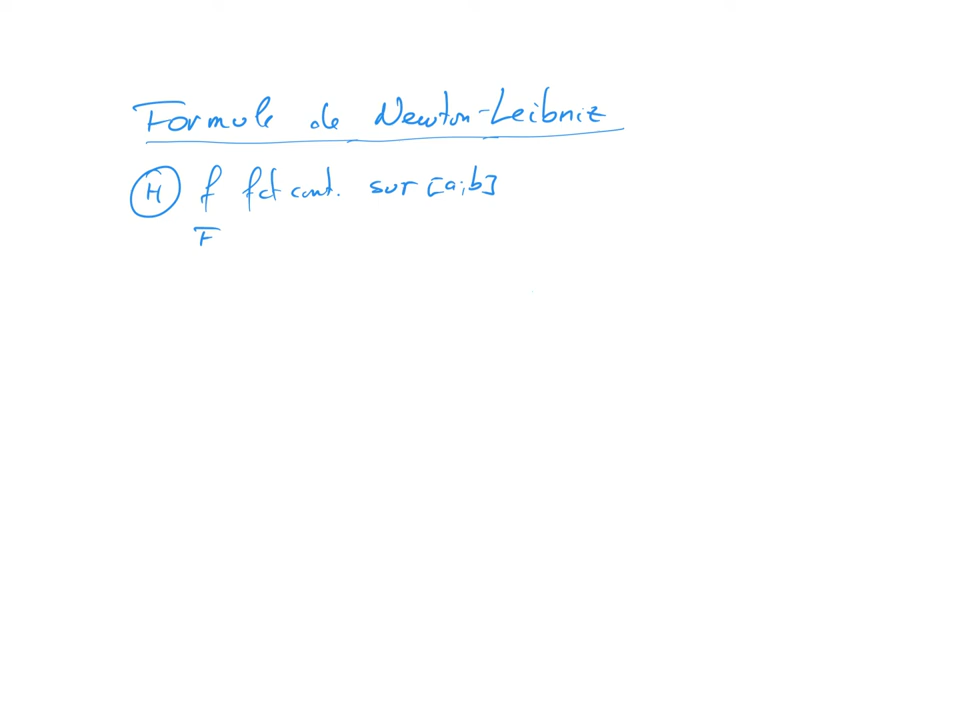 Formule de Newton-Leibniz
H f fct cont. sur [a;b]
F